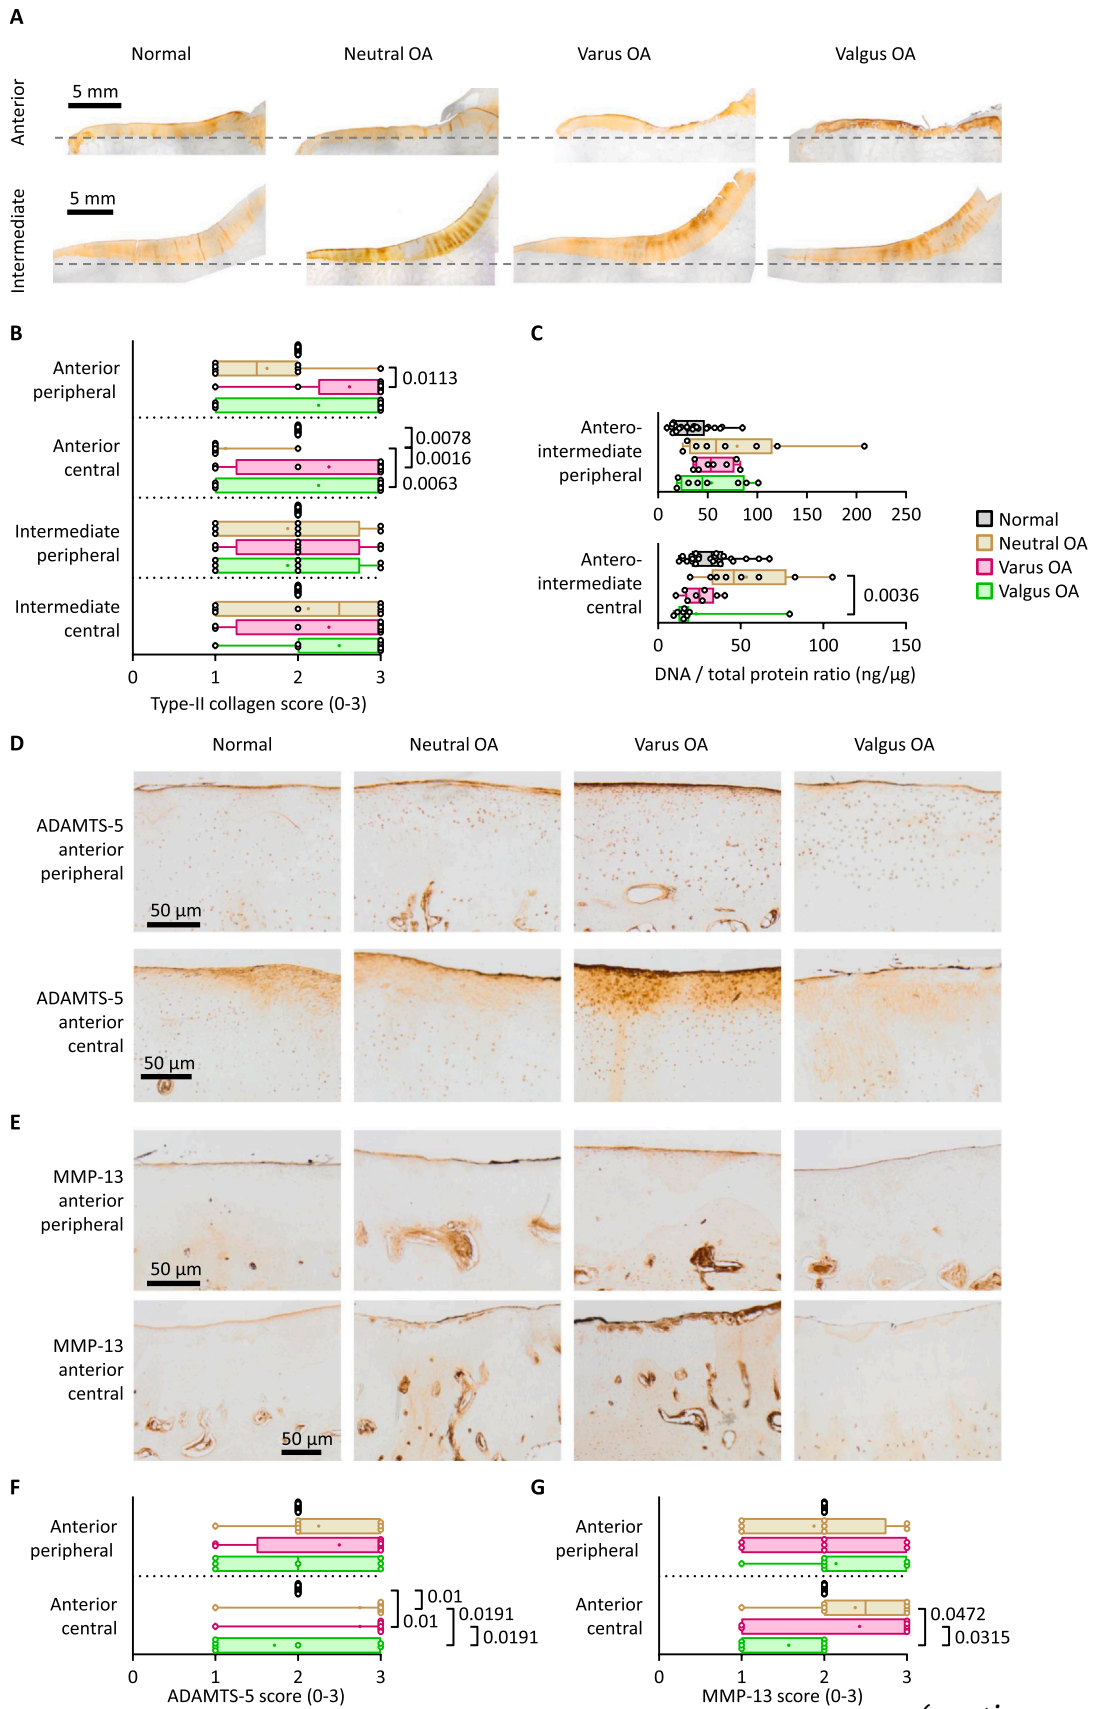 A
Normal
Neutral OA
Varus OA
Valgus OA
Anterior
5 mm
Intermediate
5 mm
B
Anterior
peripheral
0.0113
Anterior
central
0.0078
0.0016
0.0063
Intermediate
peripheral
Intermediate
central
0
1
2
3
Type-II collagen score (0-3)
C
Antero-
intermediate
peripheral
0
50
100
150
200
250
Antero-
intermediate
central
0.0036
0
50
100
150
DNA / total protein ratio (ng/µg)
Normal
Neutral OA
Varus OA
Valgus OA
D
Normal
Neutral OA
Varus OA
Valgus OA
ADAMTS-5
anterior
peripheral
50 µm
ADAMTS-5
anterior
central
50 µm
E
MMP-13
anterior
peripheral
50 µm
MMP-13
anterior
central
50 µm
F
Anterior
peripheral
Anterior
central
0.01
0.01
0.0191
0.0191
0
1
2
3
ADAMTS-5 score (0-3)
G
Anterior
peripheral
Anterior
central
0.0472
0.0315
0
1
2
3
MMP-13 score (0-3)